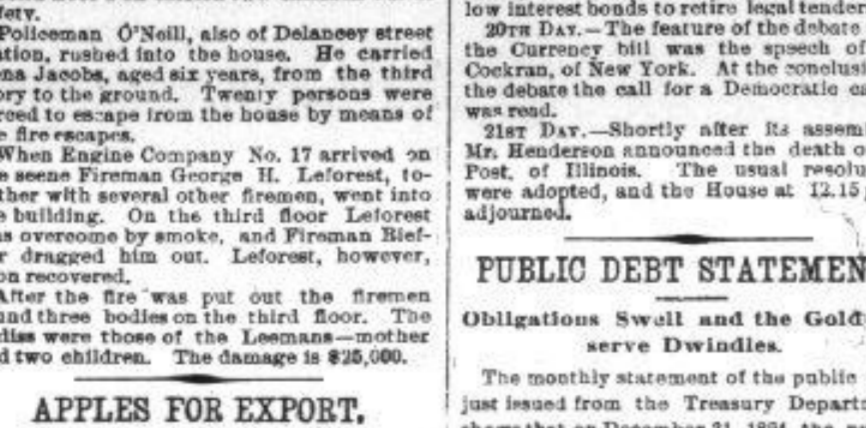 fety.
Policeman O'Neill, also of Delancey street
ation, rushed into the house. He carried
na Jacobs, aged six years, from the third
ory to the ground. Twenty persons were
rced to escape from the house by means of
e fire escapes.
When Engine Company No. 17 arrived on
e scene Fireman George H. Leforest, to-
ther with several other firemen, went into
e building. On the third floor Leforest
as overcome by smoke, and Fireman Rief-
r dragged him out. Leforest, however,
on recovered.
After the fire was put out the firemen
und three bodies on the third floor. The
dies were those of the Leemans—mother
d two children. The damage is $25,000.
APPLES FOR EXPORT.
low interest bonds to retire legal tender
20TH DAY.—The feature of the debate
the Currency bill was the speech of
Cockran, of New York. At the conclusi
the debate the call for a Democratic ca
was read.
21ST DAY.—Shortly after its assem
Mr. Henderson announced the death o
Post, of Illinois. The usual resolu
were adopted, and the House at 12.15
adjourned.
PUBLIC DEBT STATEMEN
Obligations Swell and the Gold
serve Dwindles.
The monthly statement of the public
just issued from the Treasury Departm
shows that on December 31, 1894, the